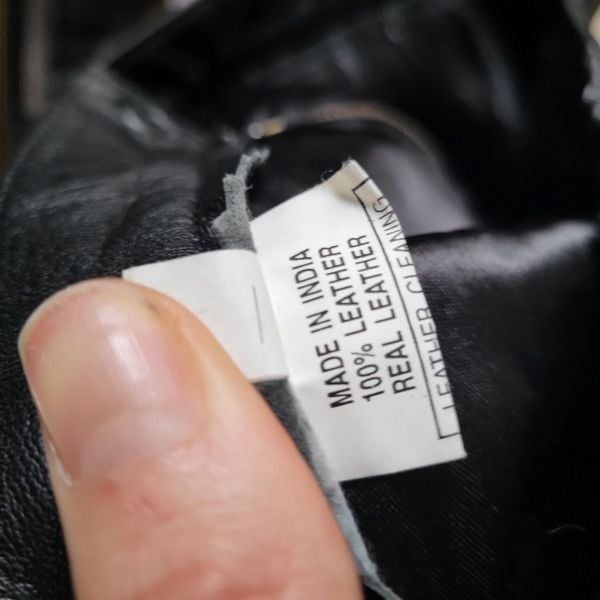 MADE IN INDIA
100% LEATHER
REAL LEATHER
LEATHER CLEANING